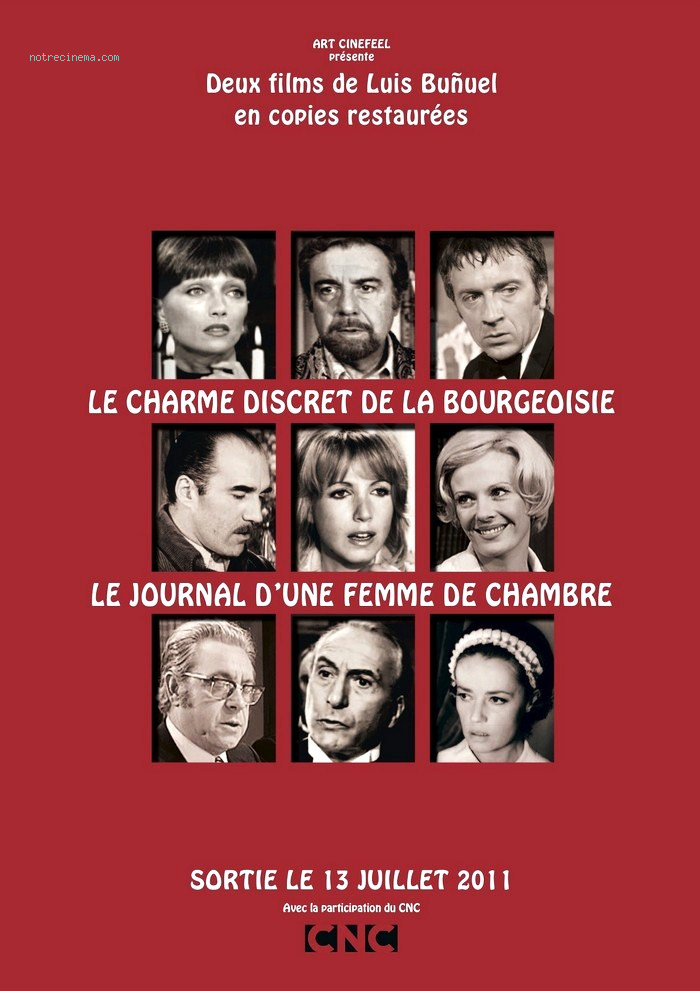 notrecinema.com
ART CINEFEEL
présente
Deux films de Luis Buñuel
en copies restaurées
LE CHARME DISCRET DE LA BOURGEOISIE
LE JOURNAL D'UNE FEMME DE CHAMBRE
SORTIE LE 13 JUILLET 2011
Avec la participation du CNC
CNC